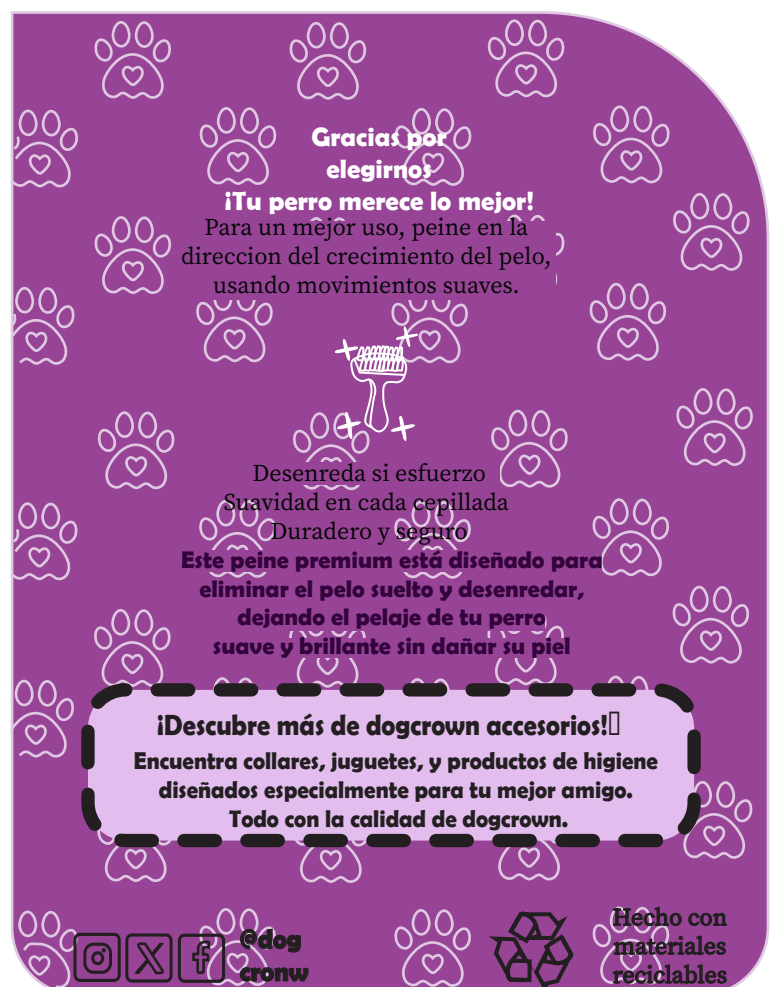 Gracias por
elegirnos
¡Tu perro merece lo mejor!
Para un mejor uso, peine en la
direccion del crecimiento del pelo,
usando movimientos suaves.
Desenreda si esfuerzo
Suavidad en cada cepillada
Duradero y seguro
Este peine premium está diseñado para
eliminar el pelo suelto y desenredar,
dejando el pelaje de tu perro
suave y brillante sin dañar su piel
¡Descubre más de dogcrown accesorios!
Encuentra collares, juguetes, y productos de higiene
diseñados especialmente para tu mejor amigo.
Todo con la calidad de dogcrown.
@dog
cronw
Hecho con
materiales
reciclables